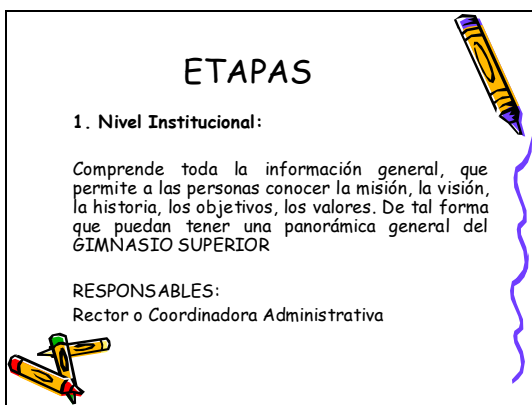 ETAPAS
1. Nivel Institucional:
Comprende toda la información general, que
permite a las personas conocer la misión, la visión,
la historia, los objetivos, los valores. De tal forma
que puedan tener una panorámica general del
GIMNASIO SUPERIOR
RESPONSABLES:
Rector o Coordinadora Administrativa